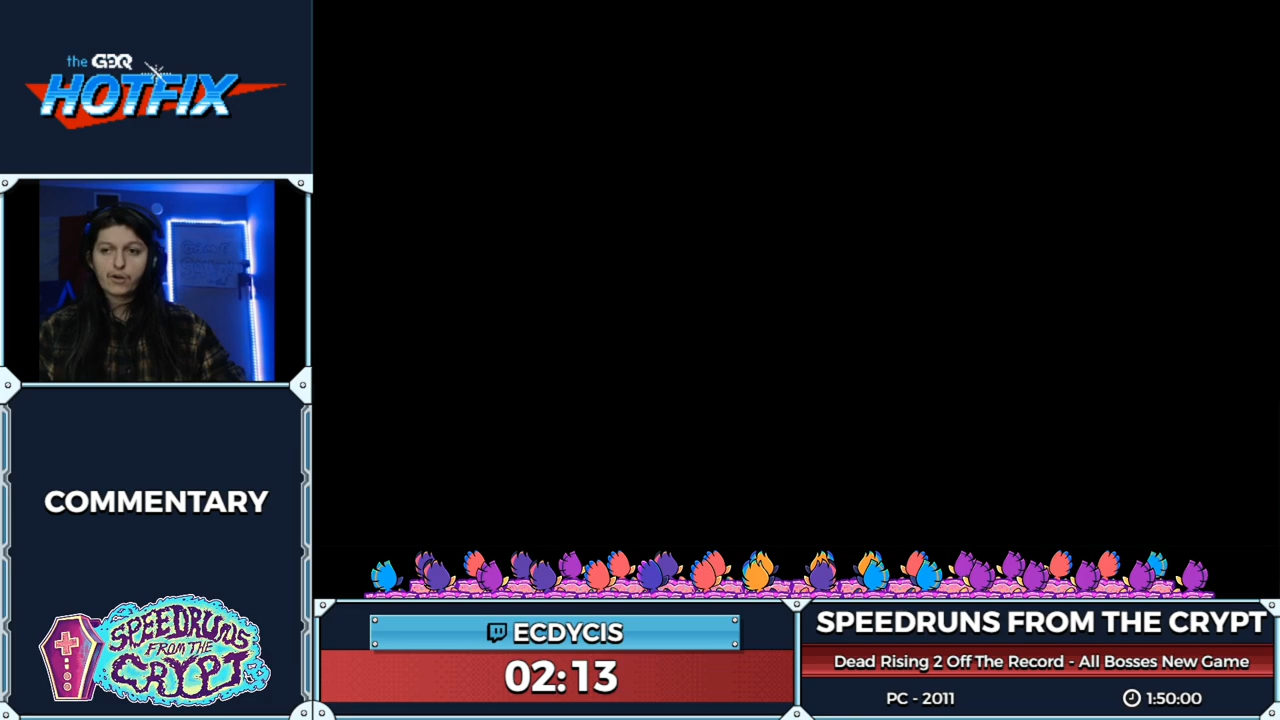 the GDQ
HOTFIX
COMMENTARY
SPEEDRUNS
FROM THE
CRYPT
ECDYCIS
02:13
SPEEDRUNS FROM THE CRYPT
Dead Rising 2 Off The Record - All Bosses New Game
PC - 2011
1:50:00